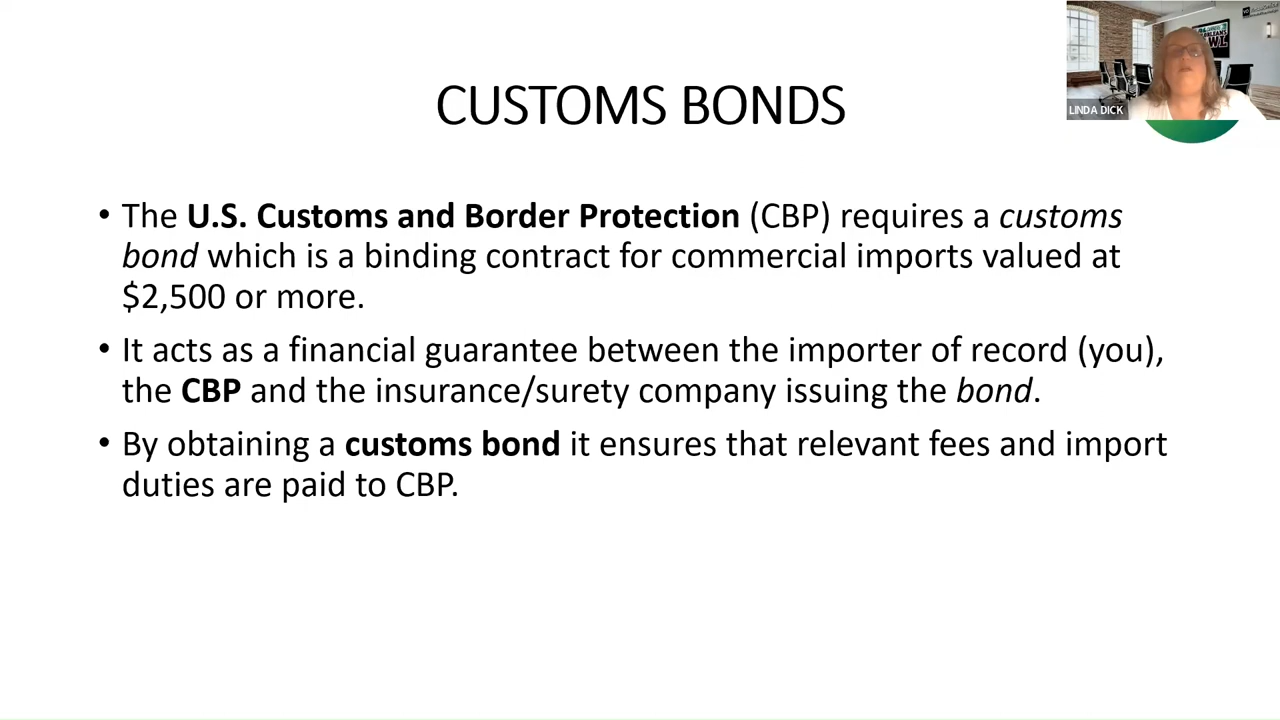 CUSTOMS BONDS
LINDA DICK
• The U.S. Customs and Border Protection (CBP) requires a customs
bond which is a binding contract for commercial imports valued at
$2,500 or more.
• It acts as a financial guarantee between the importer of record (you),
the CBP and the insurance/surety company issuing the bond.
• By obtaining a customs bond it ensures that relevant fees and import
duties are paid to CBP.